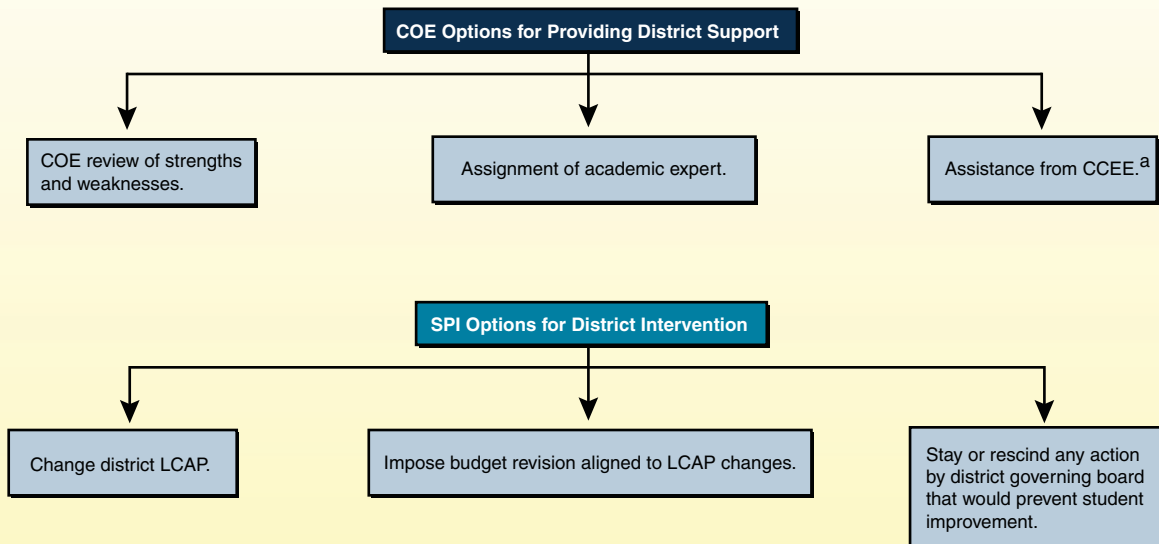 COE Options for Providing District Support
COE review of strengths
and weaknesses.
Assignment of academic expert.
Assistance from CCEE.a
SPI Options for District Intervention
Change district LCAP.
Impose budget revision aligned to LCAP changes.
Stay or rescind any action
by district governing board
that would prevent student
improvement.